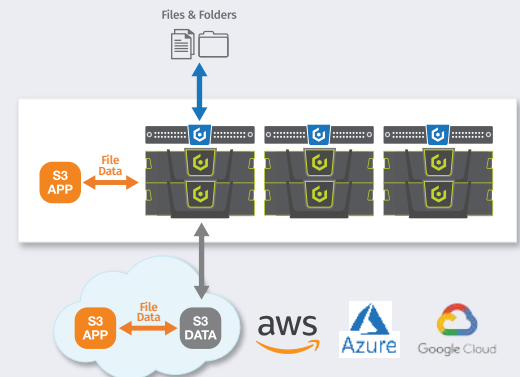 Files & Folders
S3
APP
File
Data
S3
APP
File
Data
S3
DATA
aws
Azure
Google Cloud